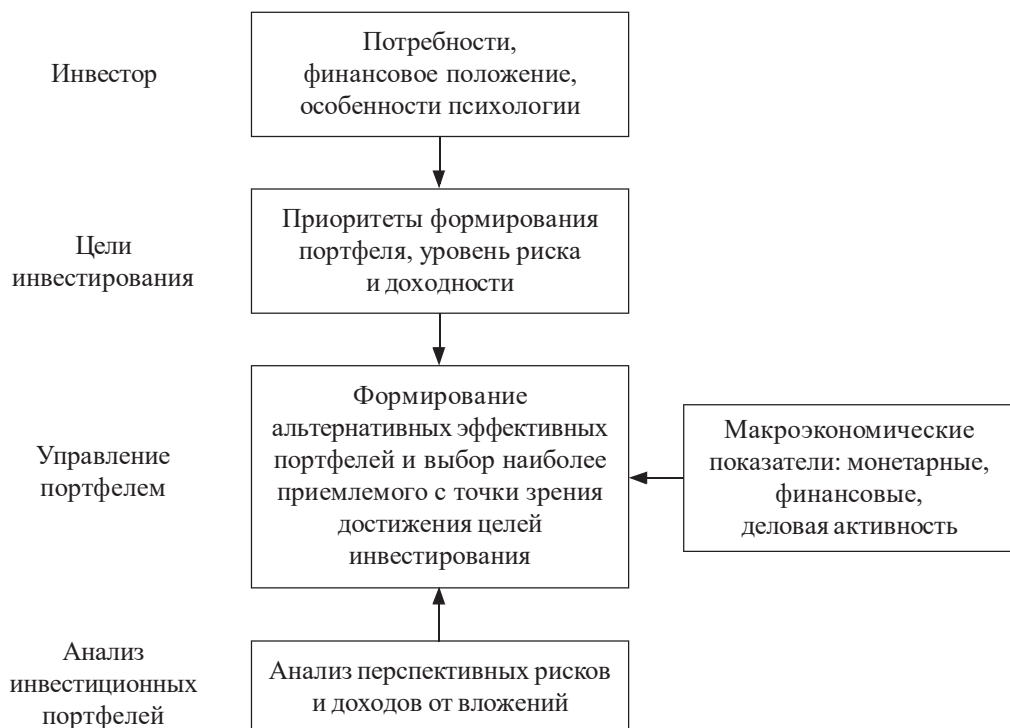 Инвестор
Потребности,
финансовое положение,
особенности психологии
Цели
инвестирования
Приоритеты формирования
портфеля, уровень риска
и доходности
Управление
портфелем
Формирование
альтернативных эффективных
портфелей и выбор наиболее
приемлемого с точки зрения
достижения целей
инвестирования
Макроэкономические
показатели: монетарные,
финансовые,
деловая активность
Анализ
инвестиционных
портфелей
Анализ перспективных рисков
и доходов от вложений